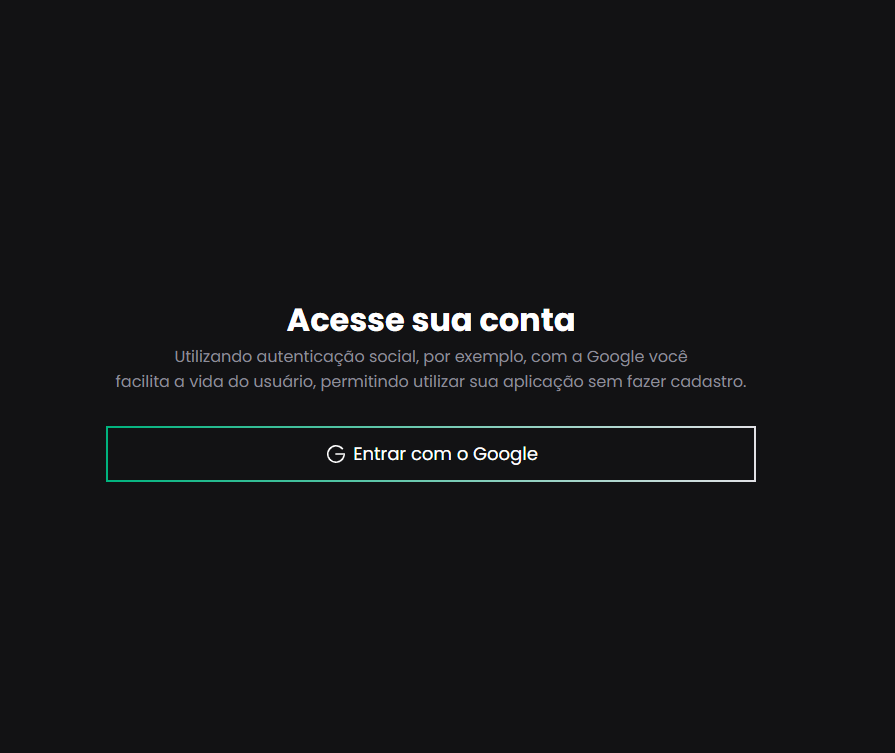 Acesse sua conta
Utilizando autenticação social, por exemplo, com a Google você
facilita a vida do usuário, permitindo utilizar sua aplicação sem fazer cadastro.
Entrar com o Google